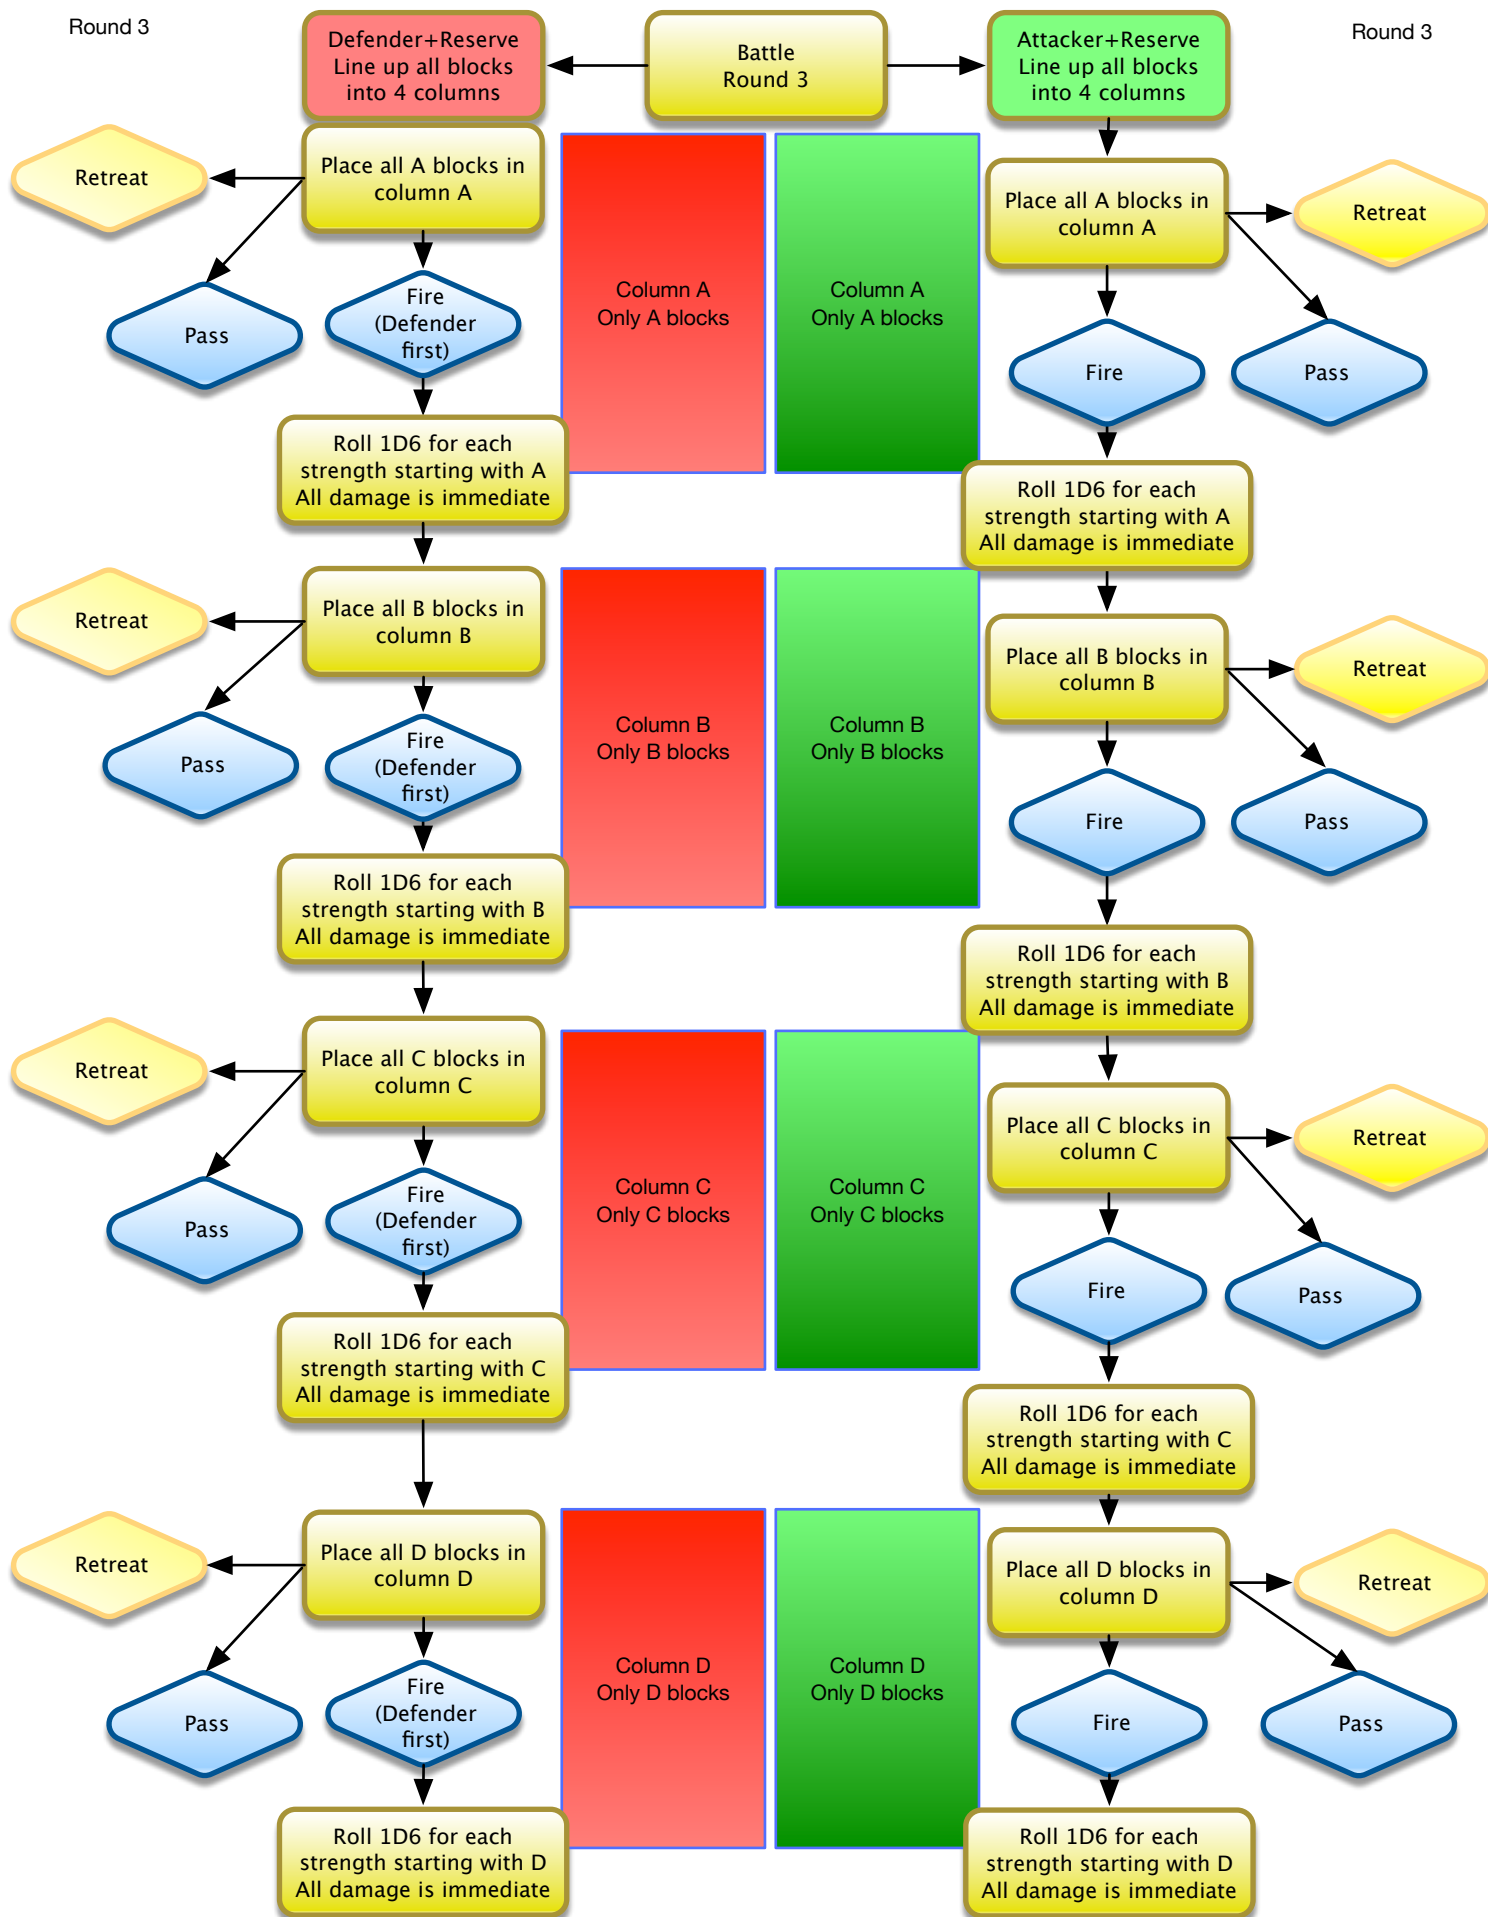 Round 3
Defender+Reserve
Line up all blocks
into 4 columns
Battle
Round 3
Attacker+Reserve
Line up all blocks
into 4 columns
Round 3
Retreat
Place all A blocks in
column A
Pass
Fire
(Defender
first)
Roll 1D6 for each
strength starting with A
All damage is immediate
Column A
Only A blocks
Column A
Only A blocks
Place all A blocks in
column A
Retreat
Fire
Pass
Roll 1D6 for each
strength starting with A
All damage is immediate
Retreat
Place all B blocks in
column B
Pass
Fire
(Defender
first)
Roll 1D6 for each
strength starting with B
All damage is immediate
Column B
Only B blocks
Column B
Only B blocks
Place all B blocks in
column B
Retreat
Fire
Pass
Roll 1D6 for each
strength starting with B
All damage is immediate
Retreat
Place all C blocks in
column C
Pass
Fire
(Defender
first)
Roll 1D6 for each
strength starting with C
All damage is immediate
Column C
Only C blocks
Column C
Only C blocks
Place all C blocks in
column C
Retreat
Fire
Pass
Roll 1D6 for each
strength starting with C
All damage is immediate
Retreat
Place all D blocks in
column D
Pass
Fire
(Defender
first)
Roll 1D6 for each
strength starting with D
All damage is immediate
Column D
Only D blocks
Column D
Only D blocks
Place all D blocks in
column D
Retreat
Fire
Pass
Roll 1D6 for each
strength starting with D
All damage is immediate